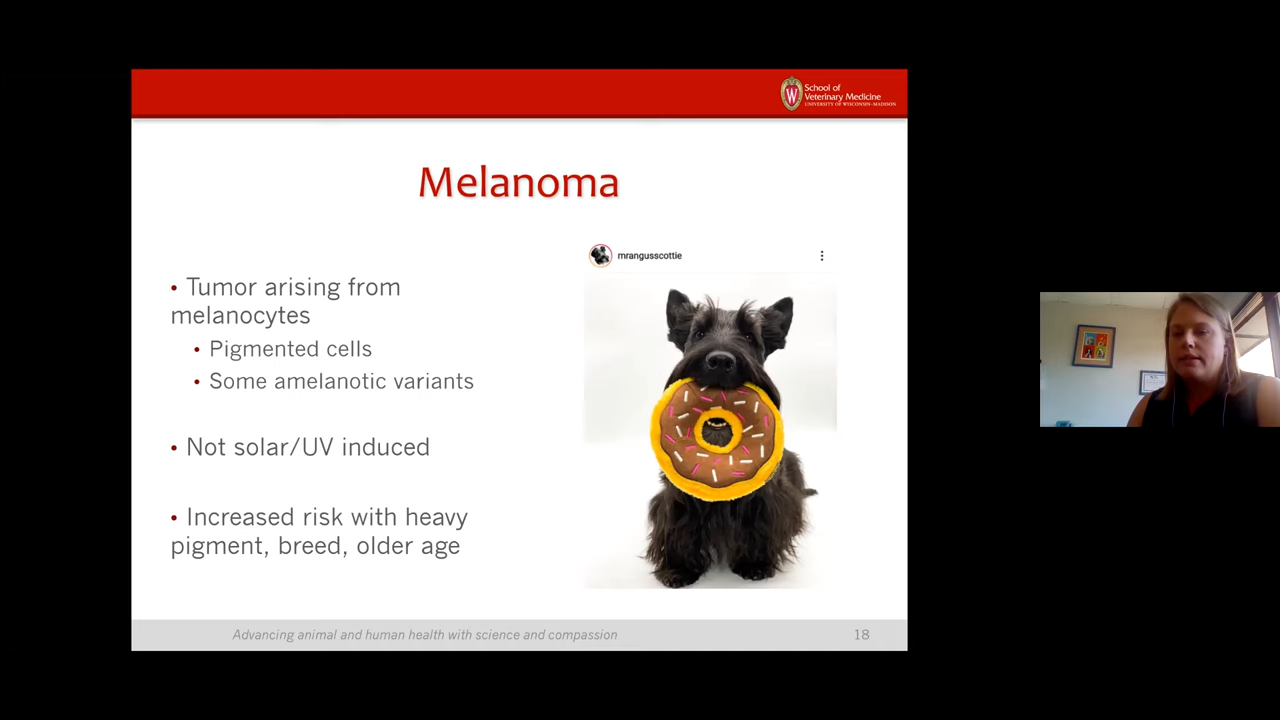 School of
Veterinary Medicine
UNIVERSITY OF WISCONSIN–MADISON
Melanoma
• Tumor arising from
melanocytes
• Pigmented cells
• Some amelanotic variants
• Not solar/UV induced
• Increased risk with heavy
pigment, breed, older age
mrangusscottie
Advancing animal and human health with science and compassion
18